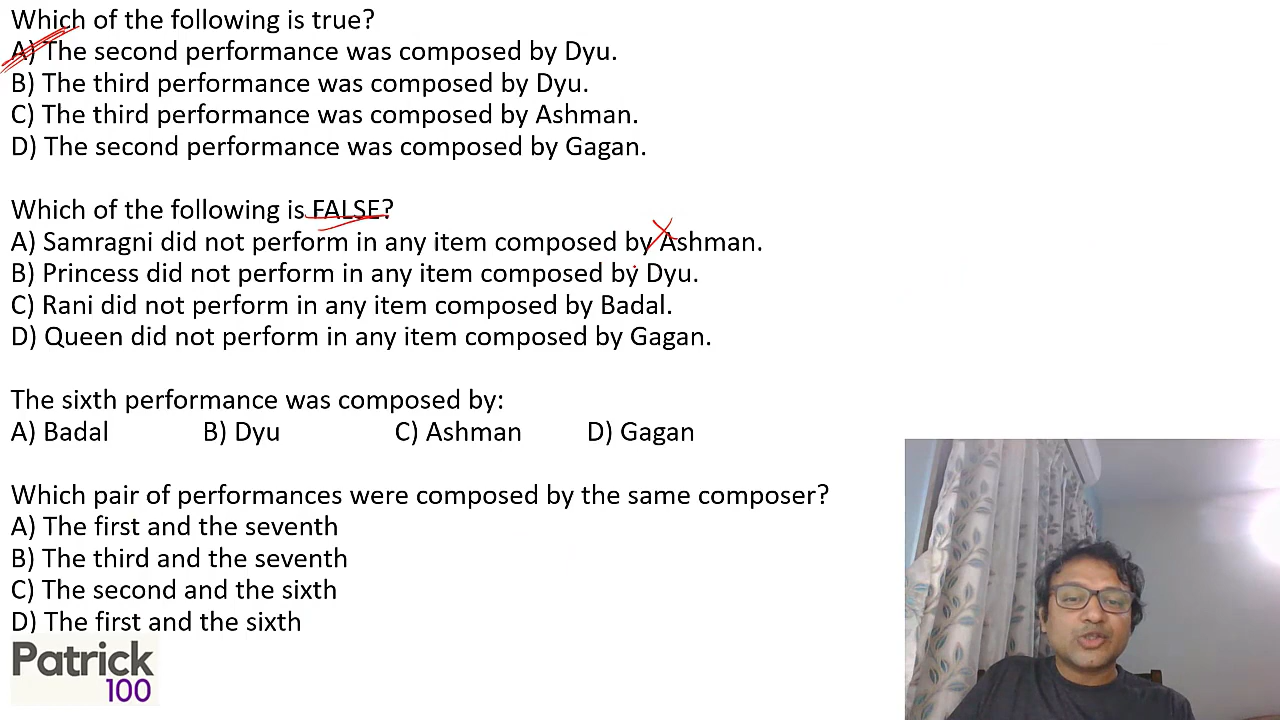 Which of the following is true?
A) The second performance was composed by Dyu.
B) The third performance was composed by Dyu.
C) The third performance was composed by Ashman.
D) The second performance was composed by Gagan.
Which of the following is FALSE?
A) Samragni did not perform in any item composed by Ashman.
B) Princess did not perform in any item composed by Dyu.
C) Rani did not perform in any item composed by Badal.
D) Queen did not perform in any item composed by Gagan.
The sixth performance was composed by:
A) Badal B) Dyu C) Ashman D) Gagan
Which pair of performances were composed by the same composer?
A) The first and the seventh
B) The third and the seventh
C) The second and the sixth
D) The first and the sixth
Patrick
100